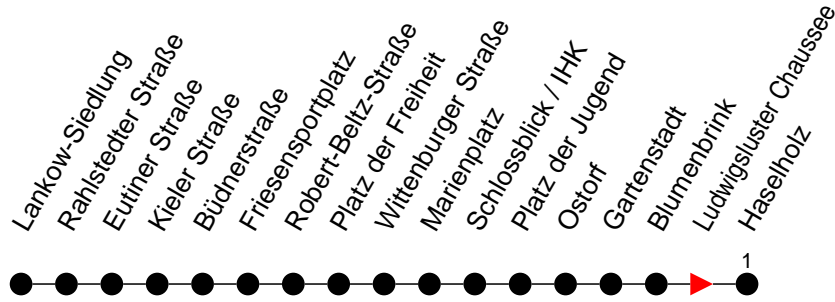 Lankow-Siedlung
Rahlstedter Straße
Eutiner Straße
Kieler Straße
Büdnerstraße
Friesensportplatz
Robert-Beltz-Straße
Platz der Freiheit
Wittenburger Straße
Marienplatz
Schlossblick / IHK
Platz der Jugend
Ostorf
Gartenstadt
Blumenbrink
Ludwigsluster Chaussee
Haselholz
1